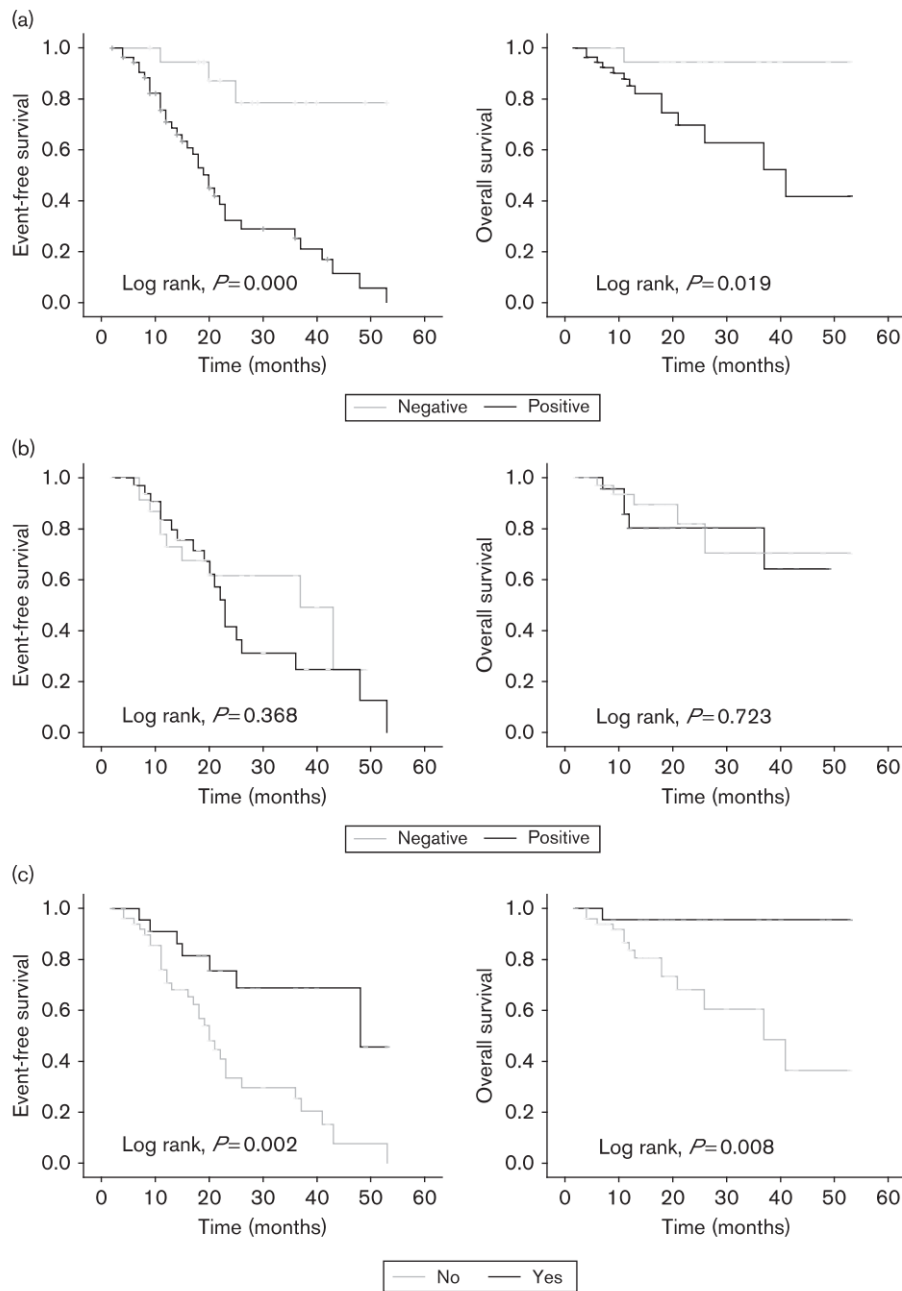 (a)
1.0
0.8
0.6
0.4
0.2
0.0
Event-free survival
Log rank, P=0.000
0 10 20 30 40 50 60
Time (months)
1.0
0.8
0.6
0.4
0.2
0.0
Overall survival
Log rank, P=0.019
0 10 20 30 40 50 60
Time (months)
Negative Positive
(b)
1.0
0.8
0.6
0.4
0.2
0.0
Event-free survival
Log rank, P=0.368
0 10 20 30 40 50 60
Time (months)
1.0
0.8
0.6
0.4
0.2
0.0
Overall survival
Log rank, P=0.723
0 10 20 30 40 50 60
Time (months)
Negative Positive
(c)
1.0
0.8
0.6
0.4
0.2
0.0
Event-free survival
Log rank, P=0.002
0 10 20 30 40 50 60
Time (months)
1.0
0.8
0.6
0.4
0.2
0.0
Overall survival
Log rank, P=0.008
0 10 20 30 40 50 60
Time (months)
No Yes